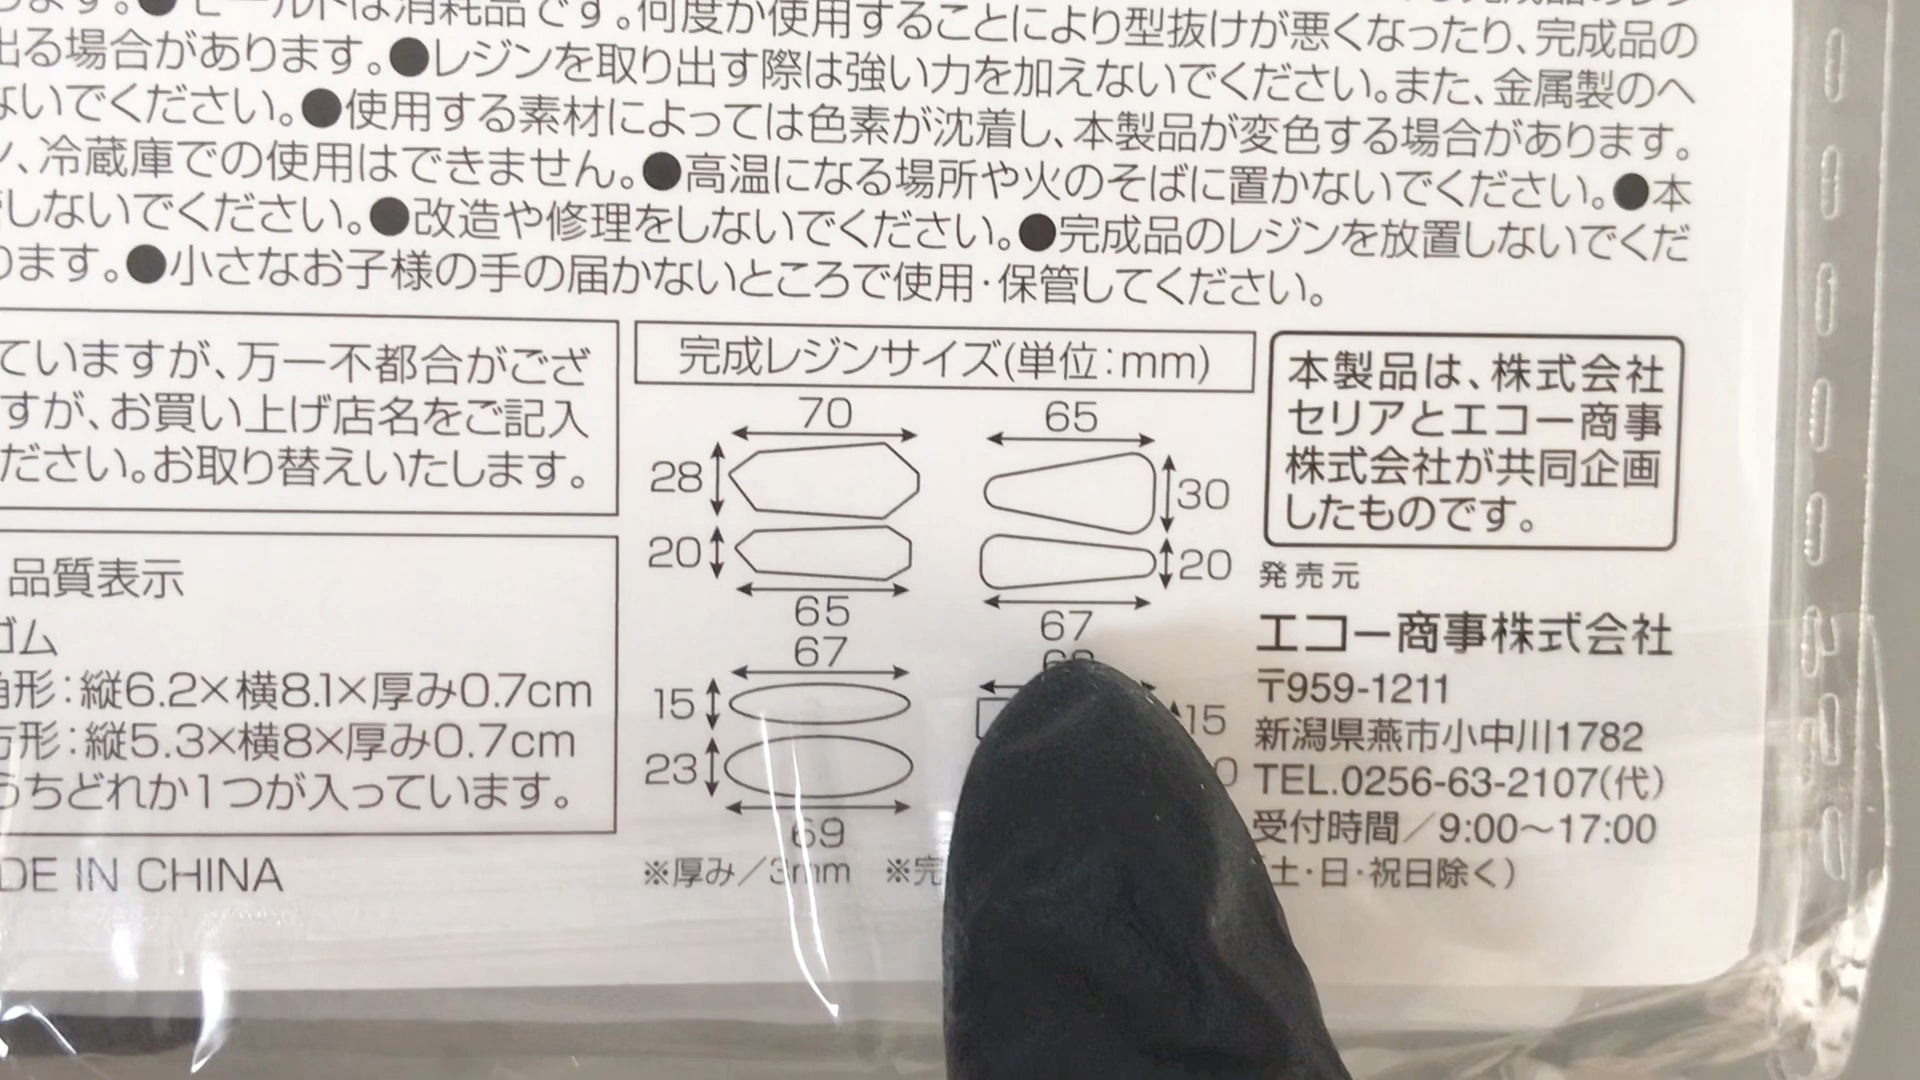 ます。●モールドは消耗品です。何度か使用することにより型抜けが悪くなったり、完成品の
出る場合があります。●レジンを取り出す際は強い力を加えないでください。また、金属製のヘ
ないでください。●使用する素材によっては色素が沈着し、本製品が変色する場合があります。
ン、冷蔵庫での使用はできません。●高温になる場所や火のそばに置かないでください。●本
しないでください。●改造や修理をしないでください。●完成品のレジンを放置しないでくだ
ります。●小さなお子様の手の届かないところで使用・保管してください。
ていますが、万一不都合がござ
すが、お買い上げ店名をご記入
ださい。お取り替えいたします。
品質表示
ゴム
角形：縦6.2×横8.1×厚み0.7cm
方形：縦5.3×横8×厚み0.7cm
うちどれか1つが入っています。
DE IN CHINA
完成レジンサイズ(単位：mm)
70
28
20
65
67
15
23
69
65
30
20
67
15
0
※厚み／3mm ※完
本製品は、株式会社
セリアとエコー商事
株式会社が共同企画
したものです。
発売元
エコー商事株式会社
〒959-1211
新潟県燕市小中川1782
TEL.0256-63-2107(代)
受付時間／9:00〜17:00
土・日・祝日除く）